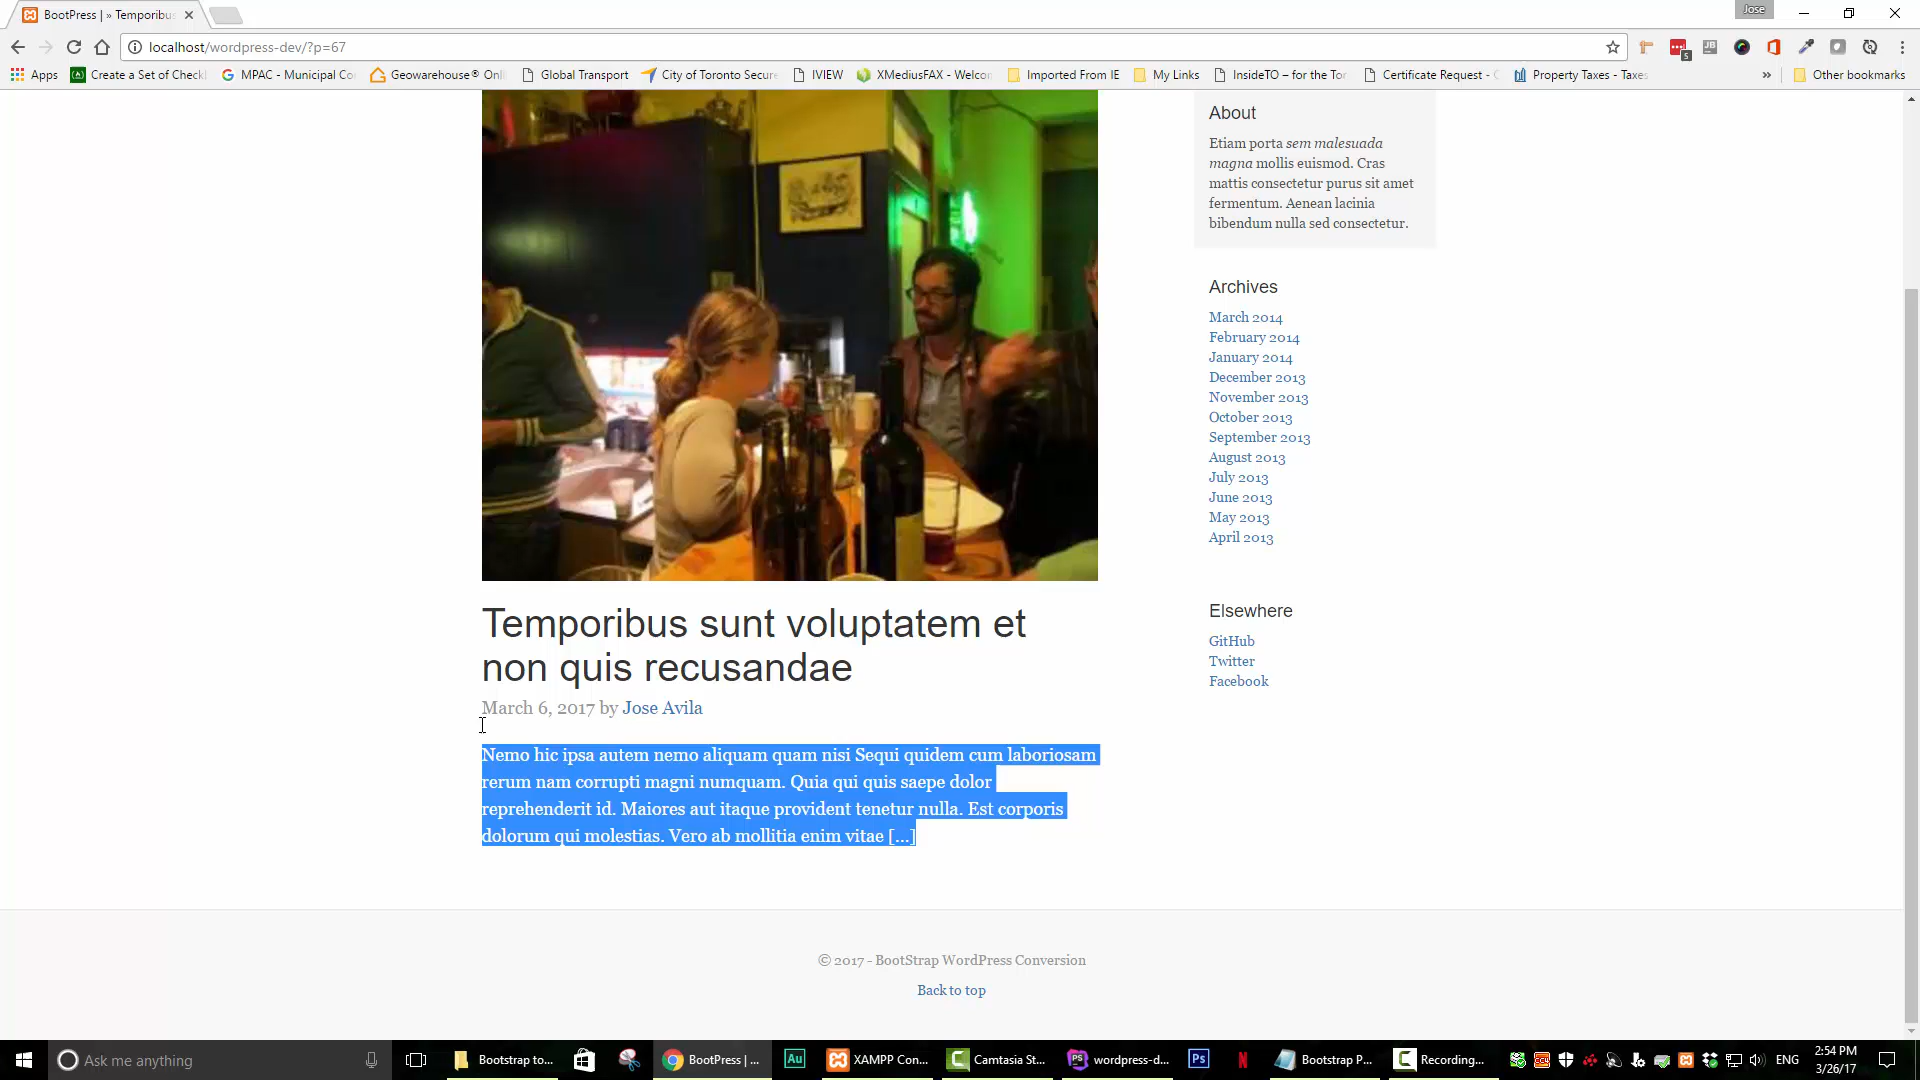 BootPress | » Temporibus
Jose
localhost/wordpress-dev/?p=67
Apps
Create a Set of Check
MPAC - Municipal Co
Geowarehouse® Onli
Global Transport
City of Toronto Secure
IVIEW
XMediusFAX - Welcon
Imported From IE
My Links
InsideTO – for the Tor
Certificate Request - C
Property Taxes - Taxes
»
Other bookmarks
About
Etiam porta sem malesuada
magna mollis euismod. Cras
mattis consectetur purus sit amet
fermentum. Aenean lacinia
bibendum nulla sed consectetur.
Archives
March 2014
February 2014
January 2014
December 2013
November 2013
October 2013
September 2013
August 2013
July 2013
June 2013
May 2013
April 2013
Elsewhere
GitHub
Twitter
Facebook
Temporibus sunt voluptatem et
non quis recusandae
March 6, 2017 by Jose Avila
Nemo hic ipsa autem nemo aliquam quam nisi Sequi quidem cum laboriosam
rerum nam corrupti magni numquam. Quia qui quis saepe dolor
reprehenderit id. Maiores aut itaque provident tenetur nulla. Est corporis
dolorum qui molestias. Vero ab mollitia enim vitae [...]
© 2017 - BootStrap WordPress Conversion
Back to top
Ask me anything
Bootstrap to...
BootPress | ...
Au
XAMPP Con...
Camtasia St...
PS
wordpress-d...
Ps
Bootstrap P...
Recording...
ENG
2:54 PM
3/26/17